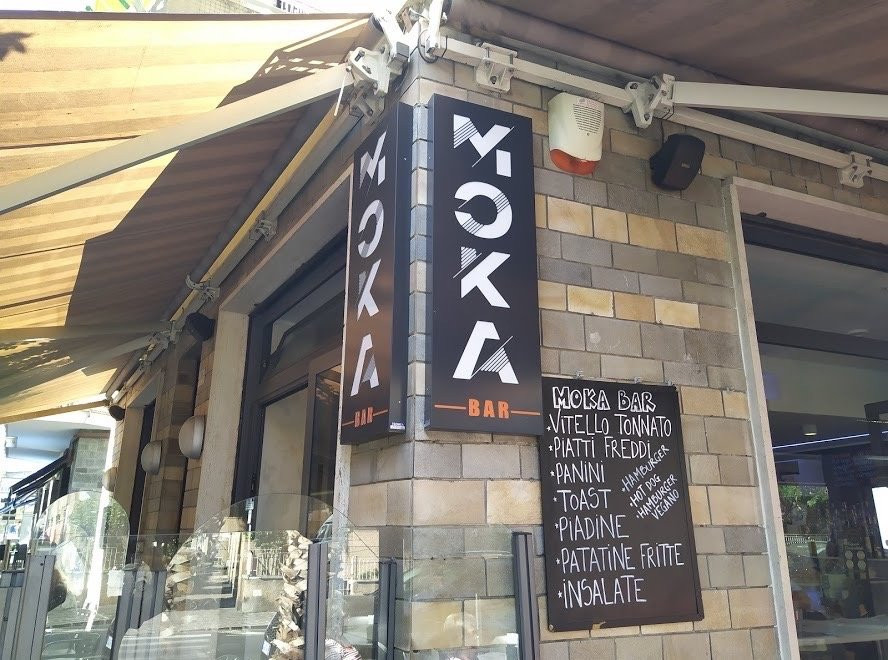 MOKA
BAR
MOKA
BAR
MOKA BAR
• VITELLO TONNATO
• PIATTI FREDDI
• PANINI
• TOAST
• PIADINE
• PATATINE FRITTE
• INSALATE
• HAMBURGER
• HOT DOG
• HAMBURGER
VEGANO